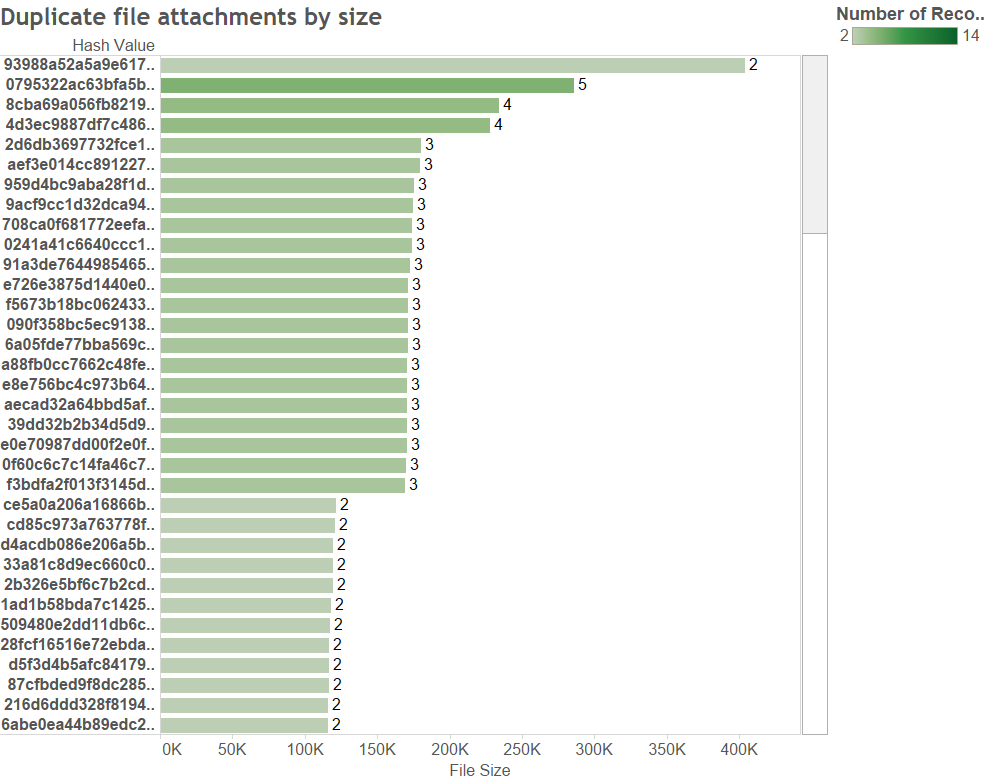 Duplicate file attachments by size
Number of Reco..
2 14
Hash Value
93988a52a5a9e617.. 2
0795322ac63bfa5b.. 5
8cba69a056fb8219.. 4
4d3ec9887df7c486.. 4
2d6db3697732fce1.. 3
aef3e014cc891227.. 3
959d4bc9aba28f1d.. 3
9acf9cc1d32dca94.. 3
708ca0f681772eefa.. 3
0241a41c6640ccc1.. 3
91a3de7644985465.. 3
e726e3875d1440e0.. 3
f5673b18bc062433.. 3
090f358bc5ec9138.. 3
6a05fde77bba569c.. 3
a88fb0cc7662c48fe.. 3
e8e756bc4c973b64.. 3
aecad32a64bbd5af.. 3
39dd32b2b34d5d9.. 3
e0e70987dd00f2e0f.. 3
0f60c6c7c14fa46c7.. 3
f3bdfa2f013f3145d.. 3
ce5a0a206a16866b.. 2
cd85c973a763778f.. 2
d4acdb086e206a5b.. 2
33a81c8d9ec660c0.. 2
2b326e5bf6c7b2cd.. 2
1ad1b58bda7c1425.. 2
509480e2dd11db6c.. 2
28fcf16516e72ebda.. 2
d5f3d4b5afc84179.. 2
87cfbded9f8dc285.. 2
216d6ddd328f8194.. 2
6abe0ea44b89edc2.. 2
0K 50K 100K 150K 200K 250K 300K 350K 400K
File Size